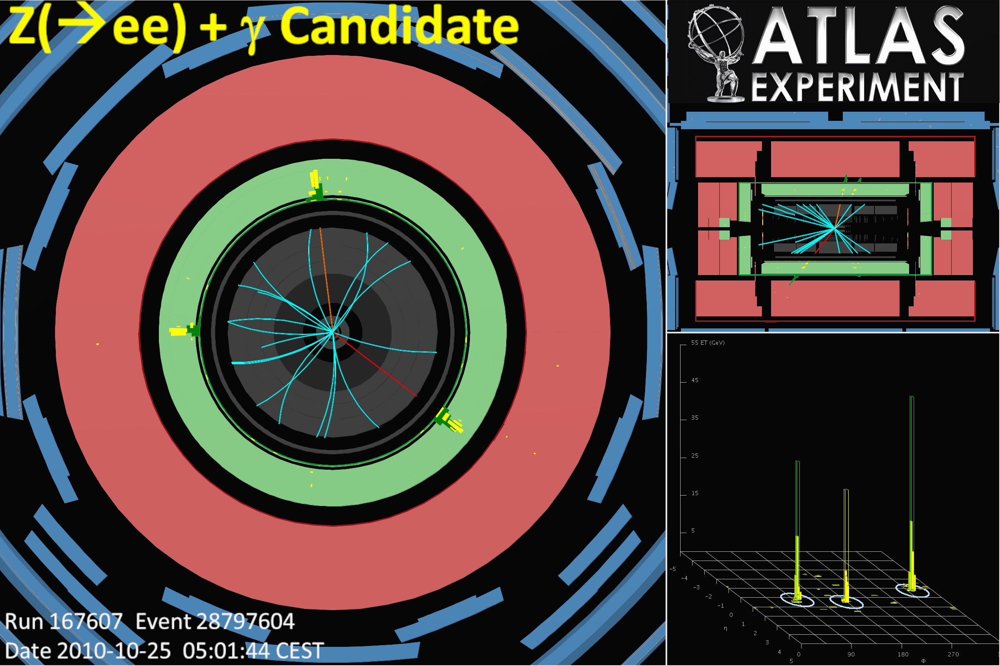 Z(→ee) + γ Candidate
ATLAS
EXPERIMENT
55 ET (GeV)
45
35
25
15
5
-5
-4
-3
-2
-1
0
η
1
2
3
4
5
0
90
180
270
Φ
Run 167607 Event 28797604
Date 2010-10-25 05:01:44 CEST